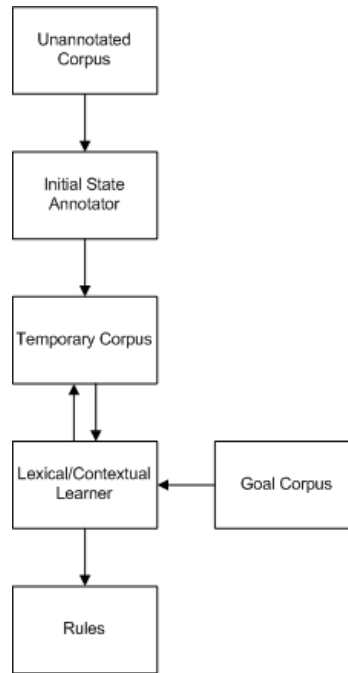 Unannotated
Corpus
Initial State
Annotator
Temporary Corpus
Lexical/Contextual
Learner
Goal Corpus
Rules